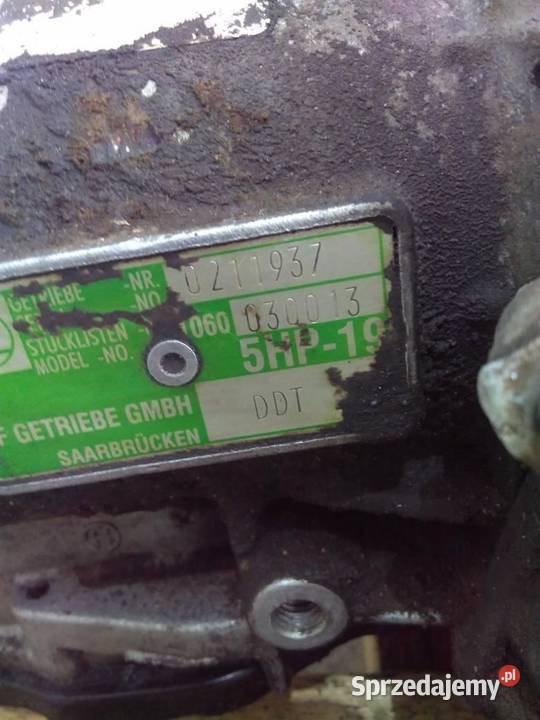 GETRIEBE -NR. 0211937
-NO.
STÜCKLISTEN 1060 030013
MODEL -NO. 5HP-19
F GETRIEBE GMBH DDT
SAARBRÜCKEN
Sprzedajemy.pl